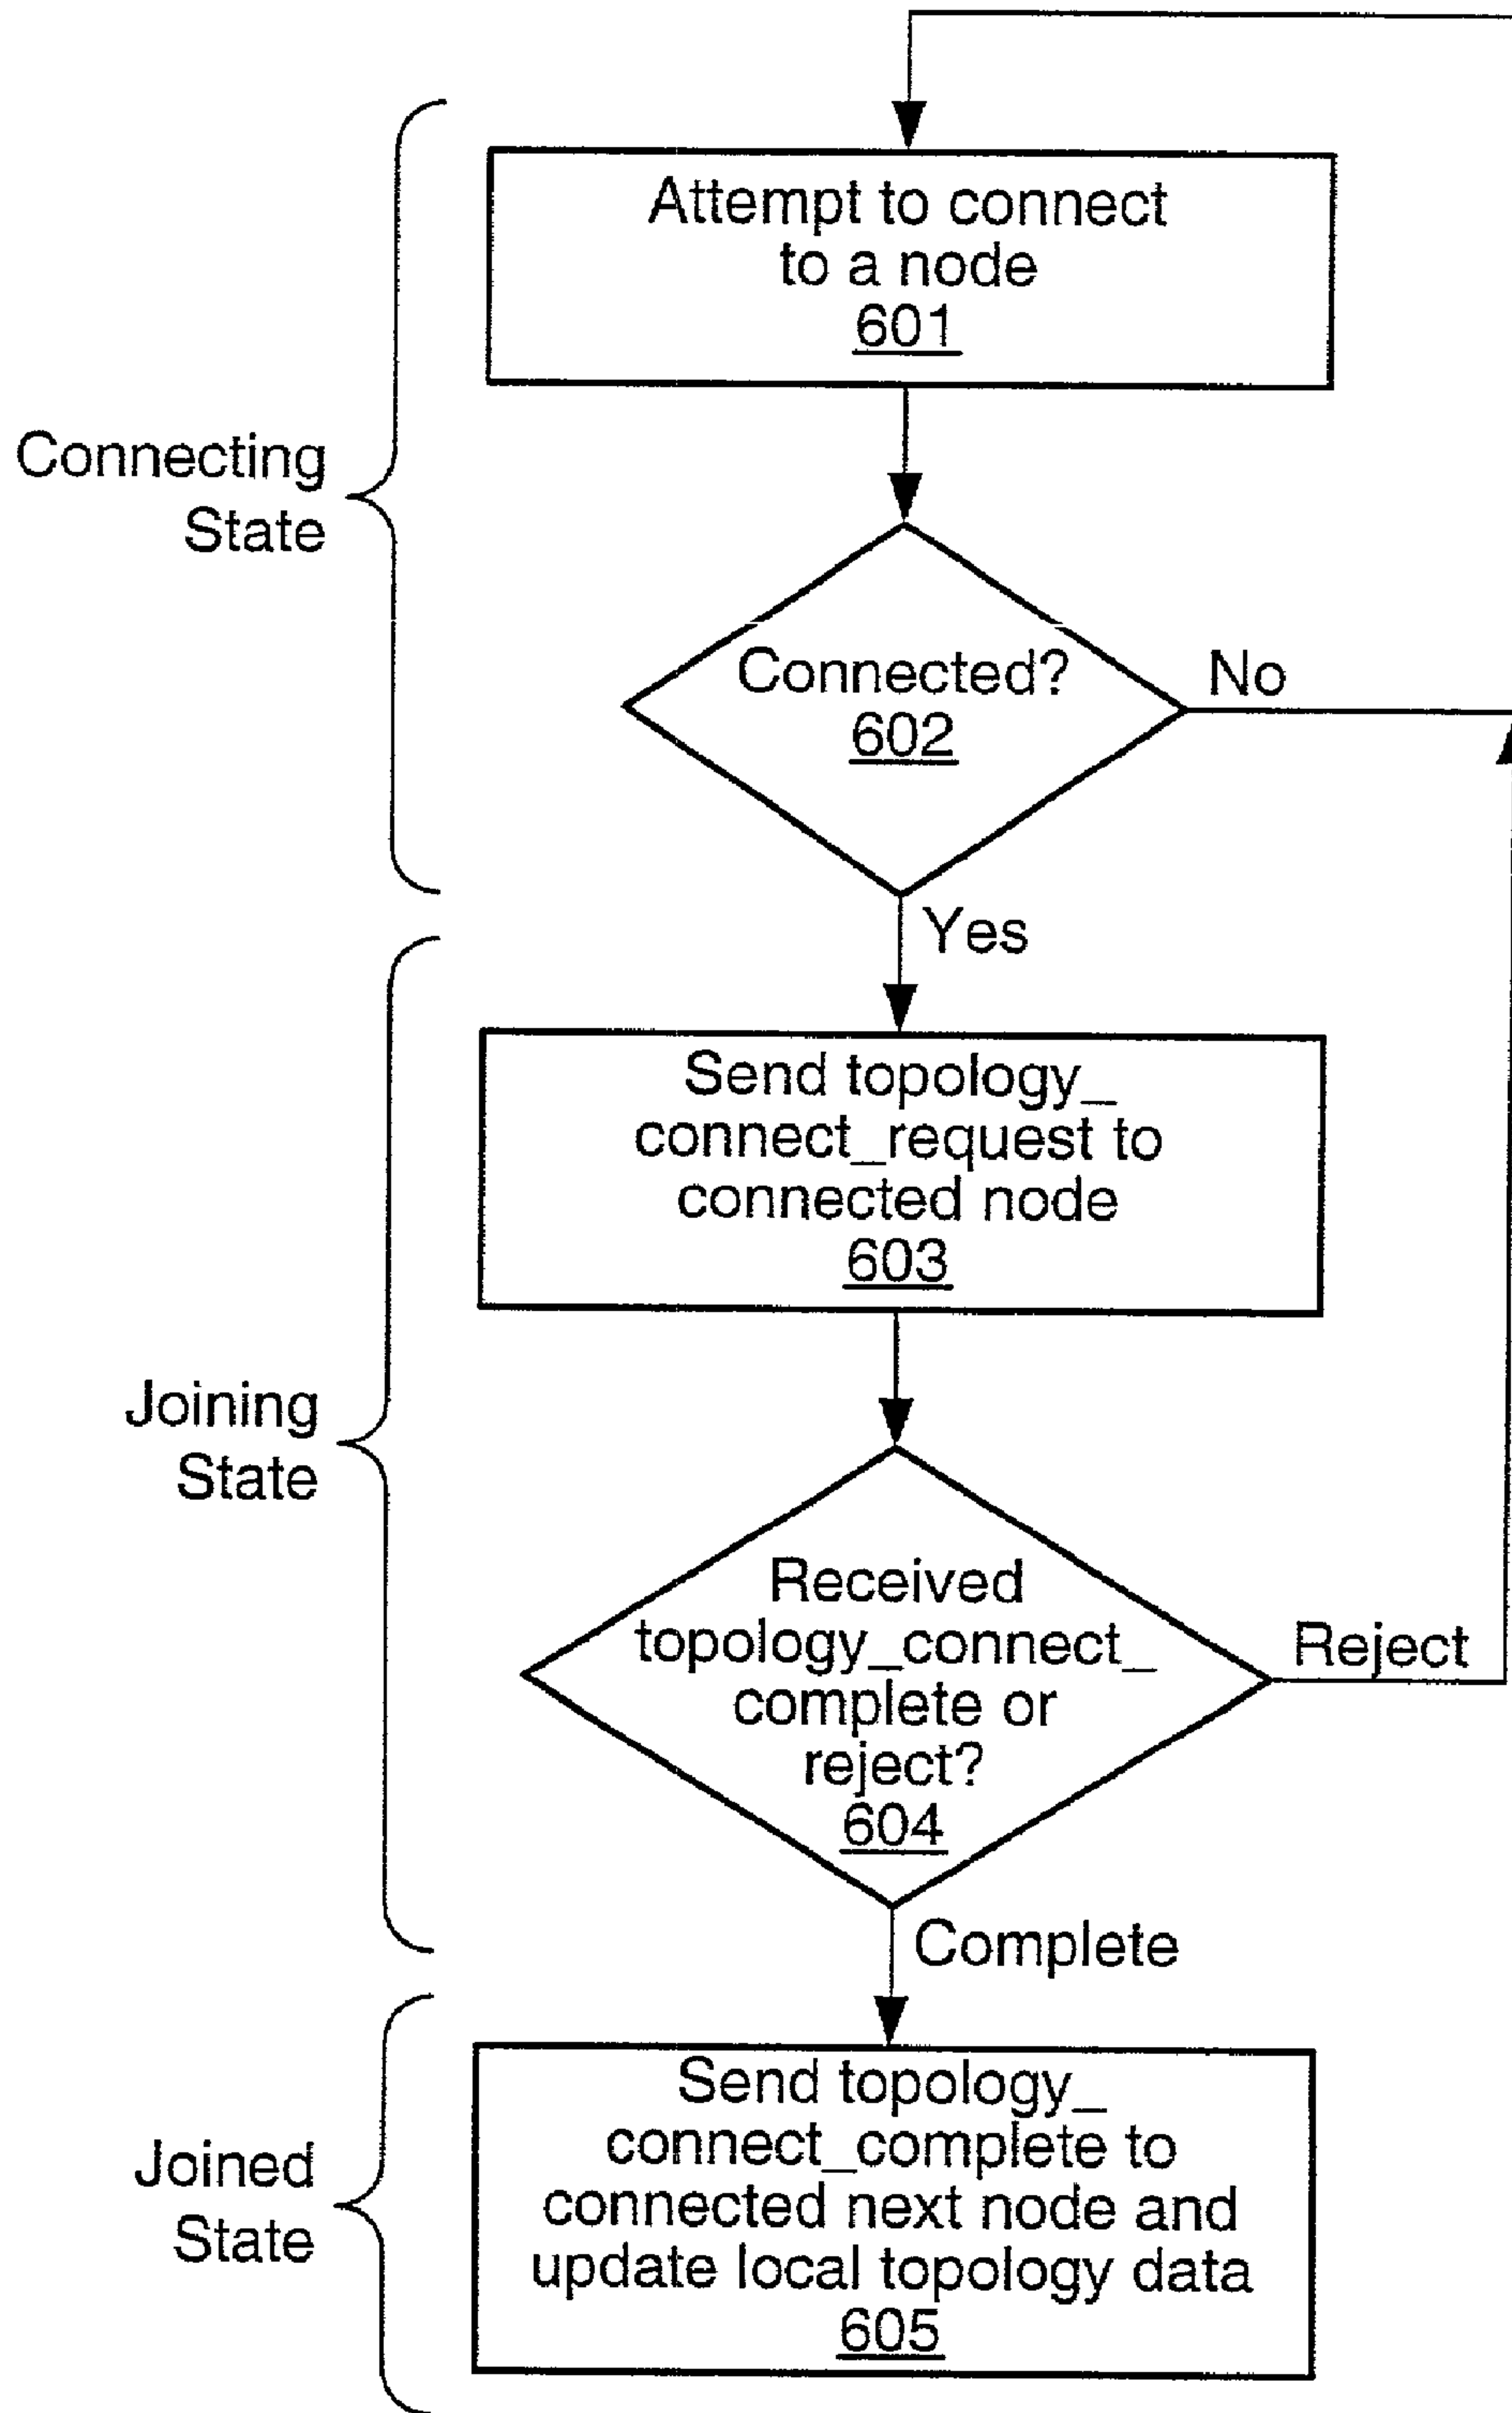 Attempt to connect
to a node
601
Connecting
State
Connected?
602
No
Yes
Send topology_
connect_request to
connected node
603
Joining
State
Received
topology_connect_
complete or
reject?
604
Reject
Complete
Send topology_
connect_complete to
connected next node and
update local topology data
605
Joined
State